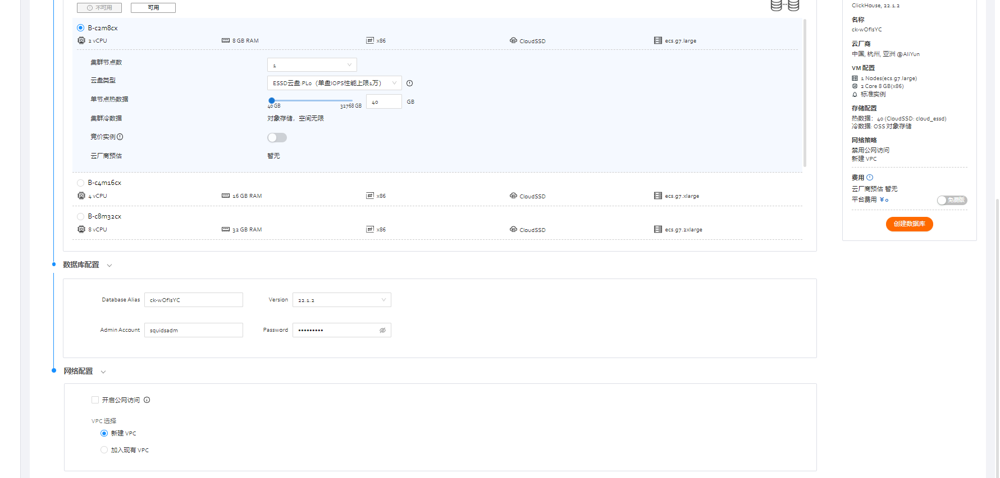 不可用 可用
B-c2m8cx
2 vCPU 8 GB RAM x86 CloudSSD ecs.g7.large
集群节点数 1
云盘类型 ESSD云盘:PL0（单盘IOPS性能上限1万）
单节点热数据 40 GB 32768 GB 40 GB
集群冷数据 对象存储，空间无限
竞价实例
云厂商预估 暂无
B-c4m16cx
4 vCPU 16 GB RAM x86 CloudSSD ecs.g7.xlarge
B-c8m32cx
8 vCPU 32 GB RAM x86 CloudSSD ecs.g7.2xlarge
数据库配置
Database Alias ck-wOfIsYC Version 22.1.2
Admin Account squidsadm Password •••••••••
网络配置
开启公网访问
VPC 选择
新建 VPC
加入现有 VPC
ClickHouse, 22.1.2
名称
ck-wOfIsYC
云厂商
中国, 杭州, 亚洲 @AliYun
VM 配置
1 Nodes(ecs.g7.large)
2 Core 8 GB(x86)
标准实例
存储配置
热数据：40 (CloudSSD: cloud_essd)
冷数据: OSS 对象存储
网络策略
禁用公网访问
新建 VPC
费用
云厂商预估 暂无
平台费用 ￥0 免费版
创建数据库